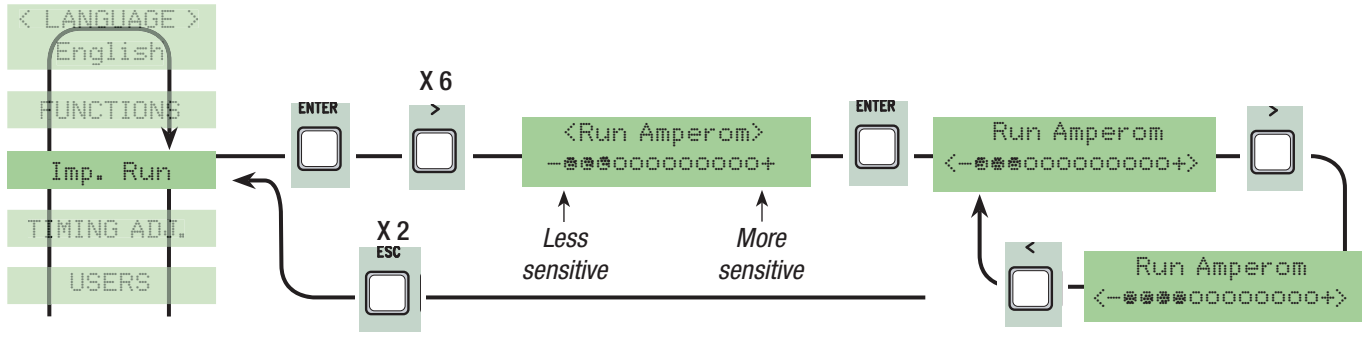 < LANGUAGE >
English
FUNCTIONS
Imp. Run
TIMING ADJ.
USERS
ENTER
X 6
>
<Run Amperom>
-●●●○○○○○○○○○○+
Less
sensitive
More
sensitive
ENTER
Run Amperom
<-●●●○○○○○○○○○○+>
>
Run Amperom
<-●●●●○○○○○○○○○+>
<
X 2
ESC